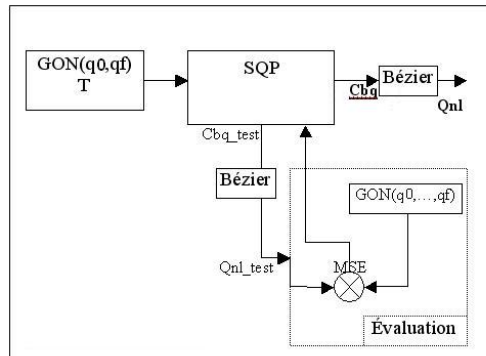 GON(q0,qf)
T
SQP
Cbq
Bézier
Qnl
Cbq_test
Bézier
GON(q0,...,qf)
Qnl_test
MSE
Évaluation